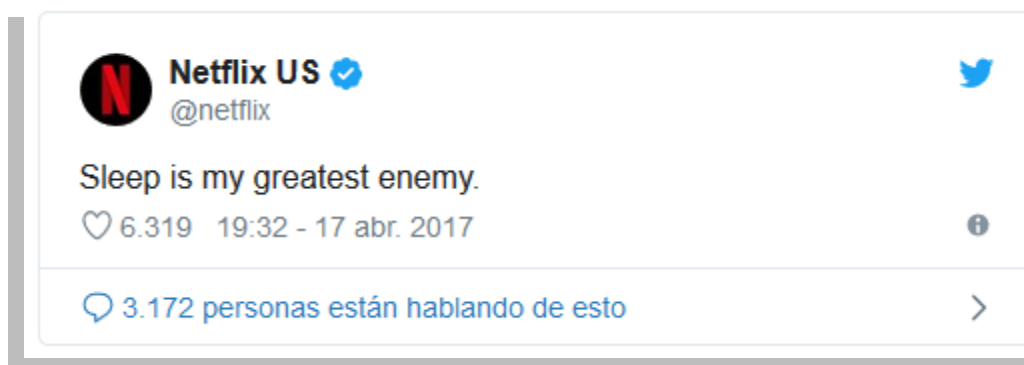 Netflix US
@netflix
Sleep is my greatest enemy.
6.319 19:32 - 17 abr. 2017
3.172 personas están hablando de esto